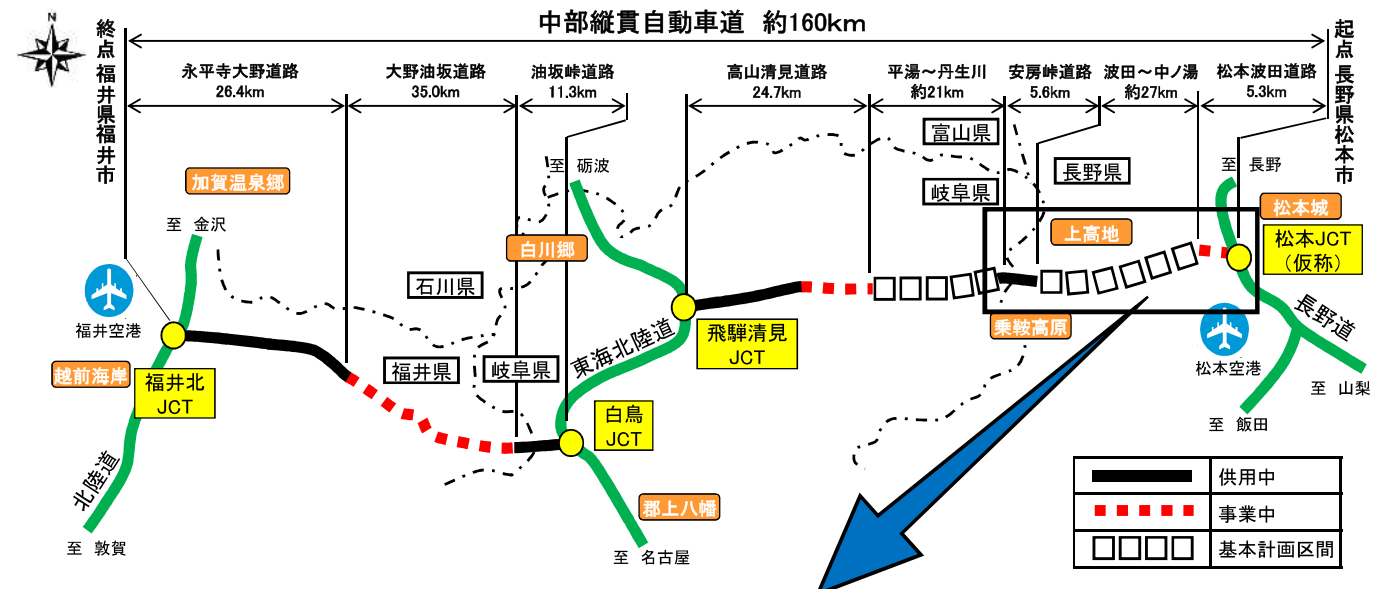 中部縦貫自動車道 約160km
N
終点 福井県福井市
起点 長野県松本市
永平寺大野道路
26.4km
大野油坂道路
35.0km
油坂峠道路
11.3km
高山清見道路
24.7km
平湯~丹生川
約21km
安房峠道路
5.6km
波田~中ノ湯
約27km
松本波田道路
5.3km
富山県
長野県
岐阜県
至 砺波
至 長野
加賀温泉郷
至 金沢
白川郷
上高地
松本城
松本JCT
(仮称)
石川県
福井空港
乗鞍高原
飛騨清見
JCT
東海北陸道
長野道
松本空港
越前海岸
福井北
JCT
福井県
岐阜県
至 山梨
至 飯田
白鳥
JCT
北陸道
郡上八幡
至 敦賀
至 名古屋
供用中
事業中
基本計画区間